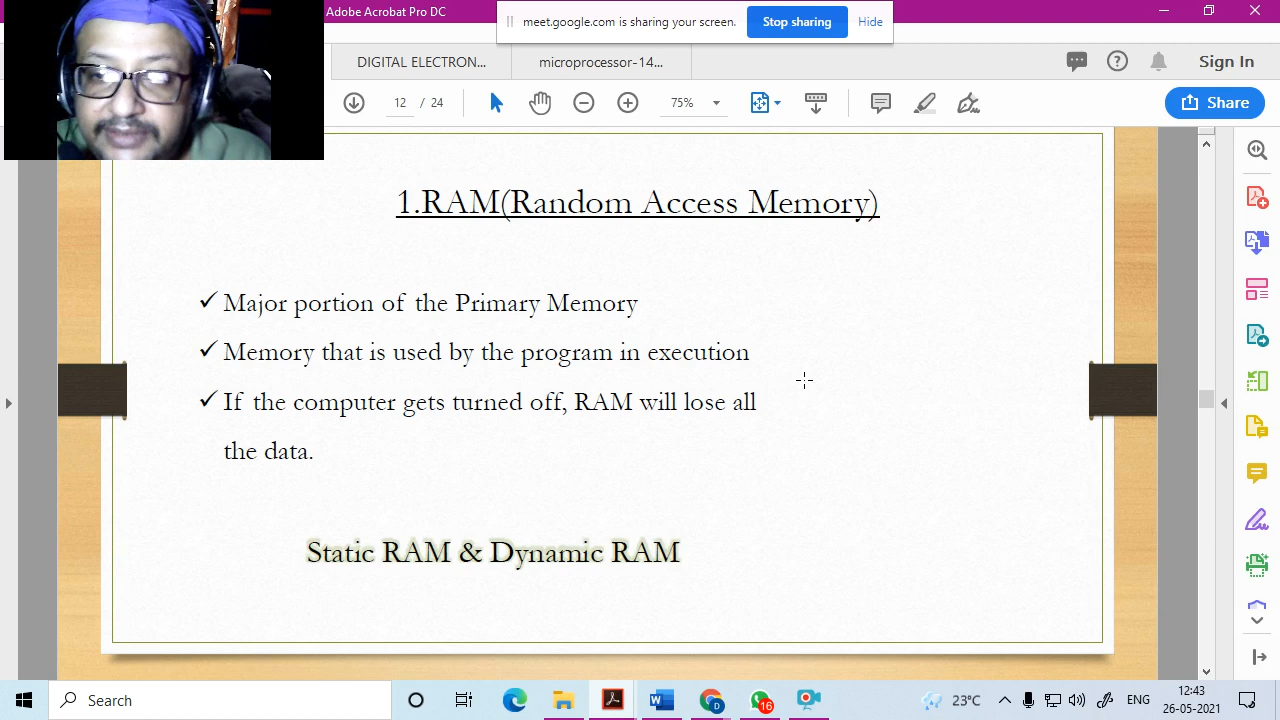 Adobe Acrobat Pro DC
meet.google.com is sharing your screen.
Stop sharing
Hide
DIGITAL ELECTRON...
microprocessor-14...
Sign In
12 / 24
75%
Share
1.RAM(Random Access Memory)
Major portion of the Primary Memory
Memory that is used by the program in execution
If the computer gets turned off, RAM will lose all
the data.
Static RAM & Dynamic RAM
Search
16
23°C
ENG
12:43
26-05-2021